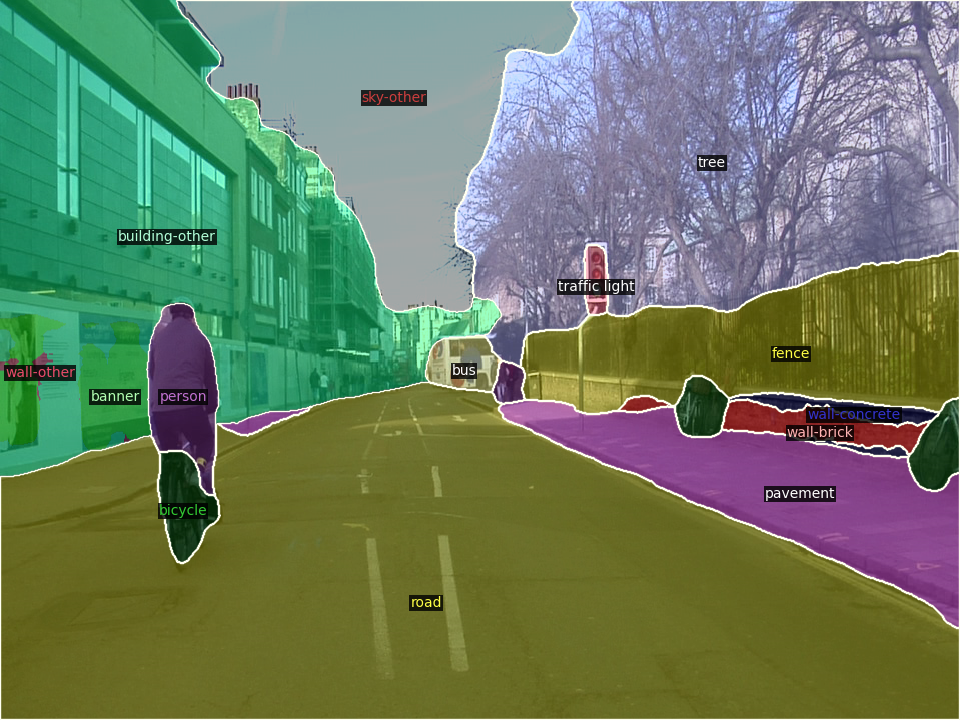 sky-other
tree
building-other
traffic light
fence
bus
wall-other
banner
person
wall-concrete
wall-brick
pavement
bicycle
road